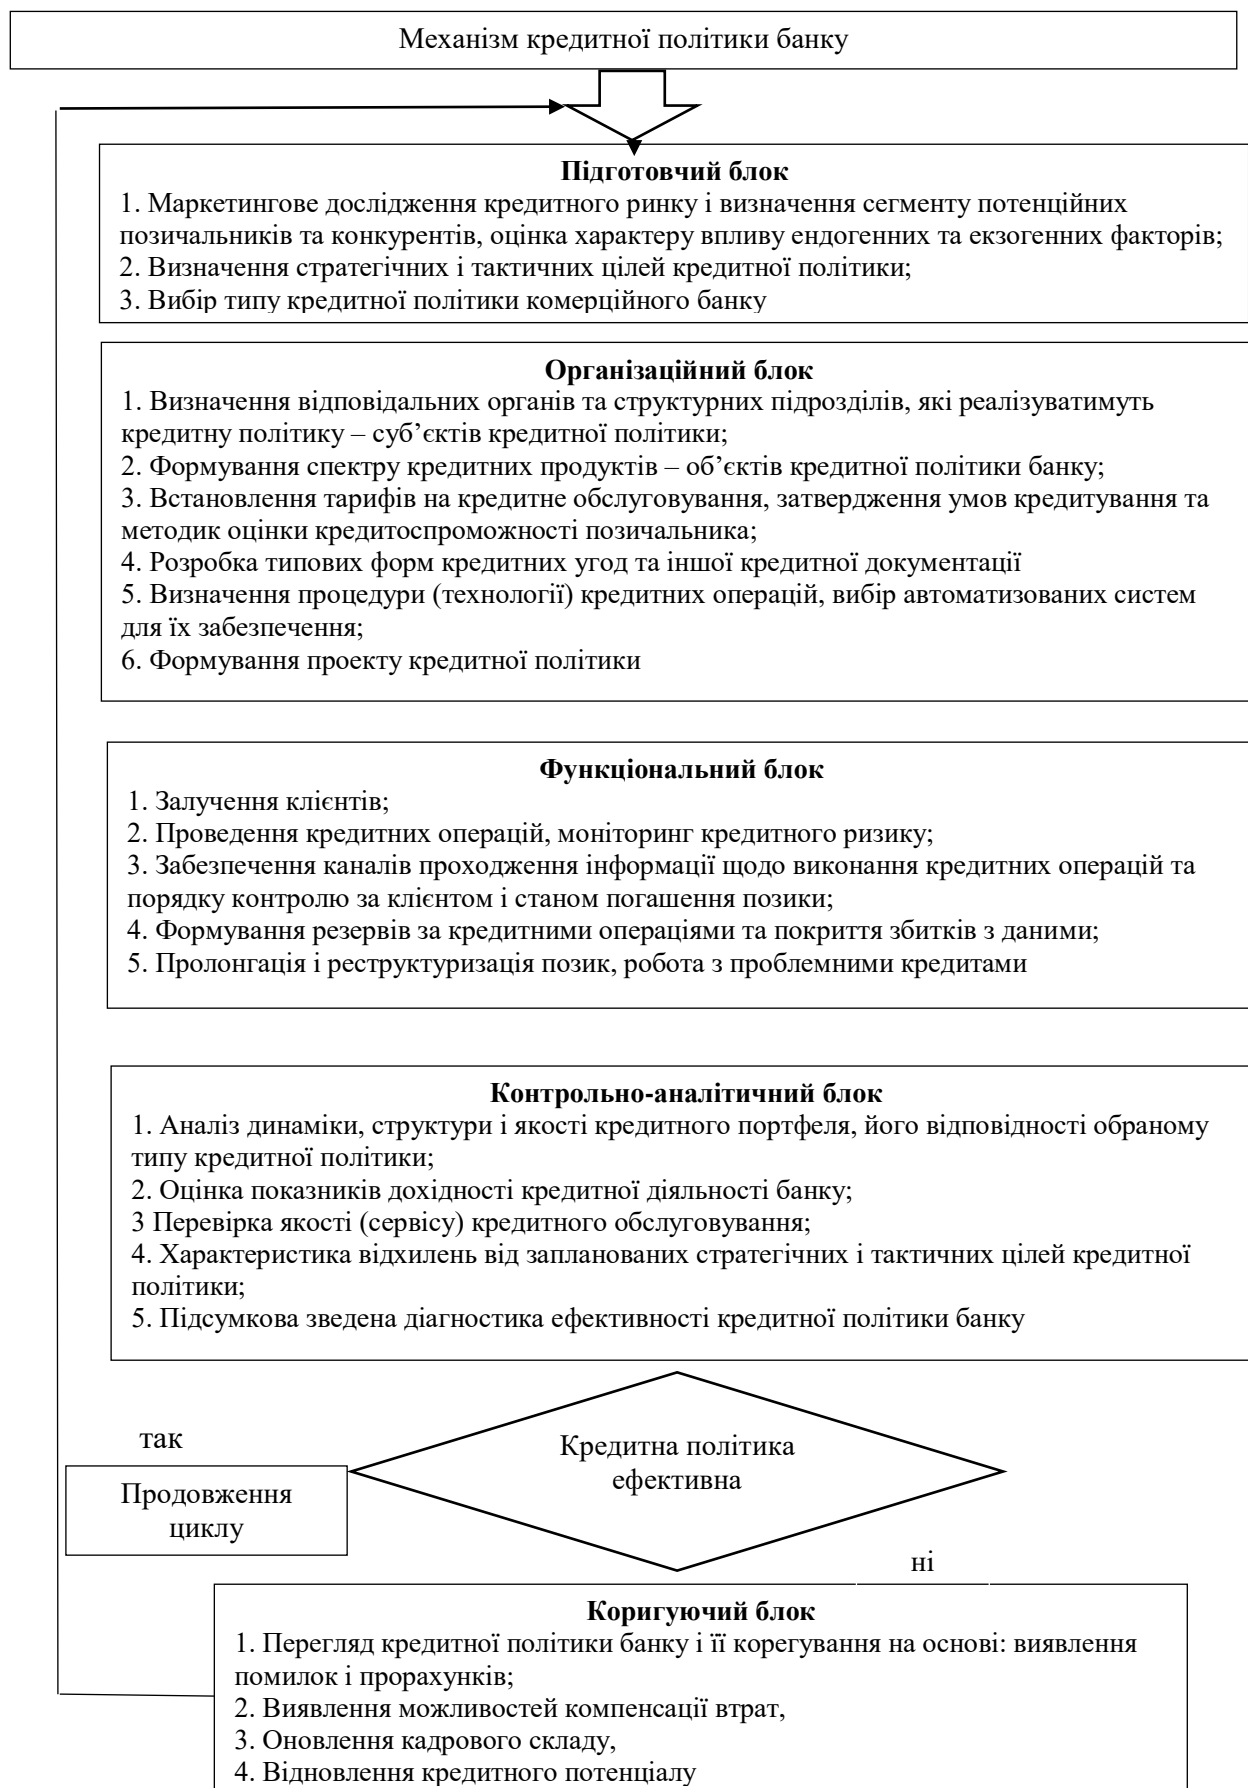 Механізм кредитної політики банку
Підготовчий блок
1. Маркетингове дослідження кредитного ринку і визначення сегменту потенційних
позичальників та конкурентів, оцінка характеру впливу ендогенних та екзогенних факторів;
2. Визначення стратегічних і тактичних цілей кредитної політики;
3. Вибір типу кредитної політики комерційного банку
Організаційний блок
1. Визначення відповідальних органів та структурних підрозділів, які реалізуватимуть
кредитну політику – суб’єктів кредитної політики;
2. Формування спектру кредитних продуктів – об’єктів кредитної політики банку;
3. Встановлення тарифів на кредитне обслуговування, затвердження умов кредитування та
методик оцінки кредитоспроможності позичальника;
4. Розробка типових форм кредитних угод та іншої кредитної документації
5. Визначення процедури (технології) кредитних операцій, вибір автоматизованих систем
для їх забезпечення;
6. Формування проекту кредитної політики
Функціональний блок
1. Залучення клієнтів;
2. Проведення кредитних операцій, моніторинг кредитного ризику;
3. Забезпечення каналів проходження інформації щодо виконання кредитних операцій та
порядку контролю за клієнтом і станом погашення позики;
4. Формування резервів за кредитними операціями та покриття збитків з даними;
5. Пролонгація і реструктуризація позик, робота з проблемними кредитами
Контрольно-аналітичний блок
1. Аналіз динаміки, структури і якості кредитного портфеля, його відповідності обраному
типу кредитної політики;
2. Оцінка показників дохідності кредитної діяльності банку;
3 Перевірка якості (сервісу) кредитного обслуговування;
4. Характеристика відхилень від запланованих стратегічних і тактичних цілей кредитної
політики;
5. Підсумкова зведена діагностика ефективності кредитної політики банку
так
Кредитна політика
ефективна
Продовження
циклу
ні
Коригуючий блок
1. Перегляд кредитної політики банку і її корегування на основі: виявлення
помилок і прорахунків;
2. Виявлення можливостей компенсації втрат,
3. Оновлення кадрового складу,
4. Відновлення кредитного потенціалу